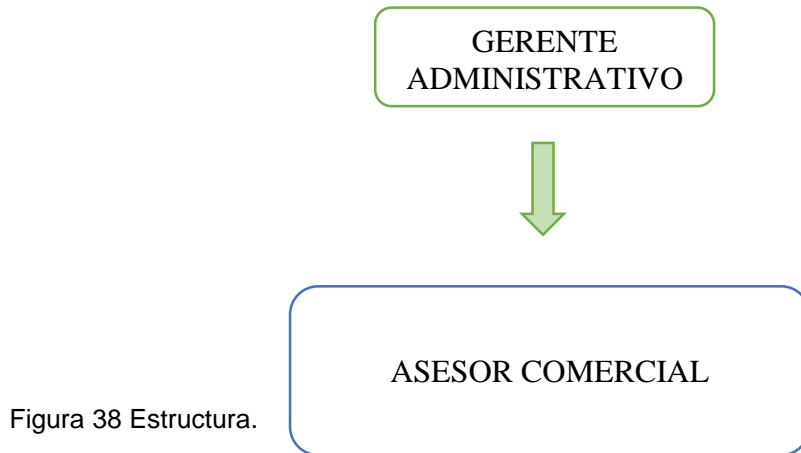 GERENTE
ADMINISTRATIVO
ASESOR COMERCIAL
Figura 38 Estructura.